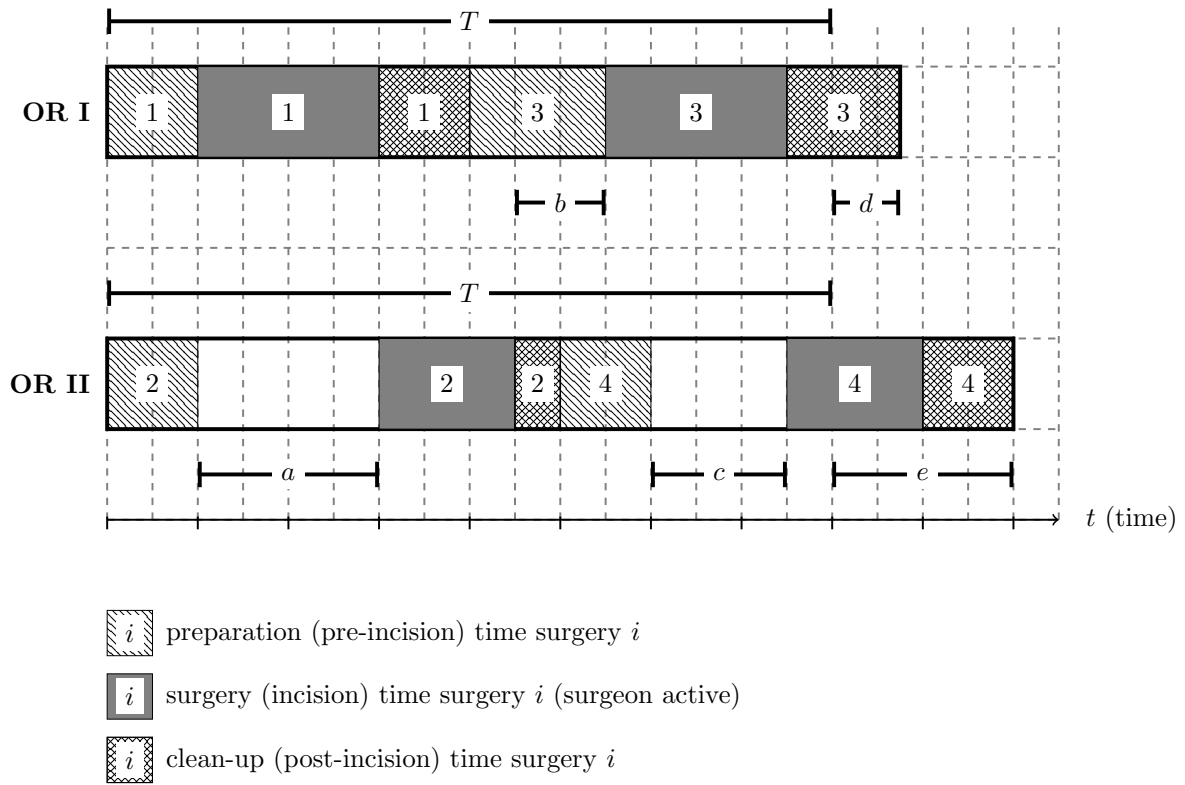 T
OR I 1 1 1 3 3 3
b d
T
OR II 2 2 2 4 4 4
a c e
t (time)
i preparation (pre-incision) time surgery i
i surgery (incision) time surgery i (surgeon active)
i clean-up (post-incision) time surgery i